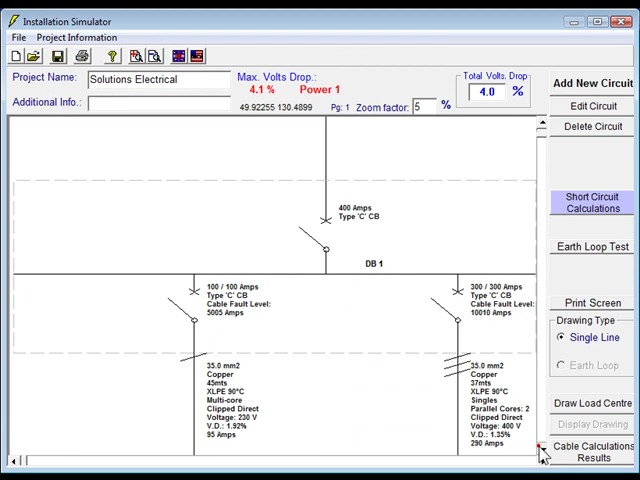 Installation Simulator
File Project Information
Project Name: Solutions Electrical
Max. Volts Drop.:
4.1 % Power 1
Total Volts. Drop
4.0 %
Additional Info.:
49.92255 130.4899 Pg: 1 Zoom factor: 5 %
Add New Circuit
Edit Circuit
Delete Circuit
Short Circuit
Calculations
Earth Loop Test
Print Screen
Drawing Type
Single Line
Earth Loop
Draw Load Centre
Display Drawing
Cable Calculations
Results
400 Amps
Type 'C' CB
DB 1
100 / 100 Amps
Type 'C' CB
Cable Fault Level:
5005 Amps
300 / 300 Amps
Type 'C' CB
Cable Fault Level:
10010 Amps
35.0 mm2
Copper
45mts
XLPE 90°C
Multi-core
Clipped Direct
Voltage: 230 V
V.D.: 1.92%
95 Amps
35.0 mm2
Copper
37mts
XLPE 90°C
Singles
Parallel Cores: 2
Clipped Direct
Voltage: 400 V
V.D.: 1.35%
290 Amps